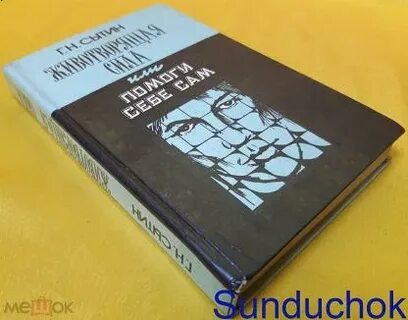 Г.Н. СЫТИН
ЖИВОТВОРЯЩАЯ
СИЛА
или
ПОМОГИ
СЕБЕ САМ
Г.Н. СЫТИН
мешок
Sunduchok